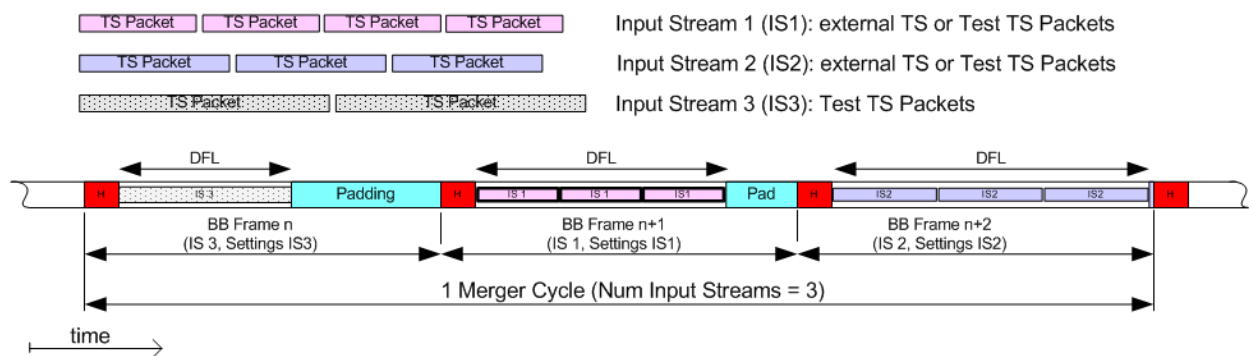 TS Packet TS Packet TS Packet TS Packet Input Stream 1 (IS1): external TS or Test TS Packets
TS Packet TS Packet TS Packet Input Stream 2 (IS2): external TS or Test TS Packets
TS Packet TS Packet Input Stream 3 (IS3): Test TS Packets
DFL DFL DFL
H IS 3 Padding H IS 1 IS 1 IS1 Pad H IS2 IS2 IS2 H
BB Frame n BB Frame n+1 BB Frame n+2
(IS 3, Settings IS3) (IS 1, Settings IS1) (IS 2, Settings IS2)
1 Merger Cycle (Num Input Streams = 3)
time